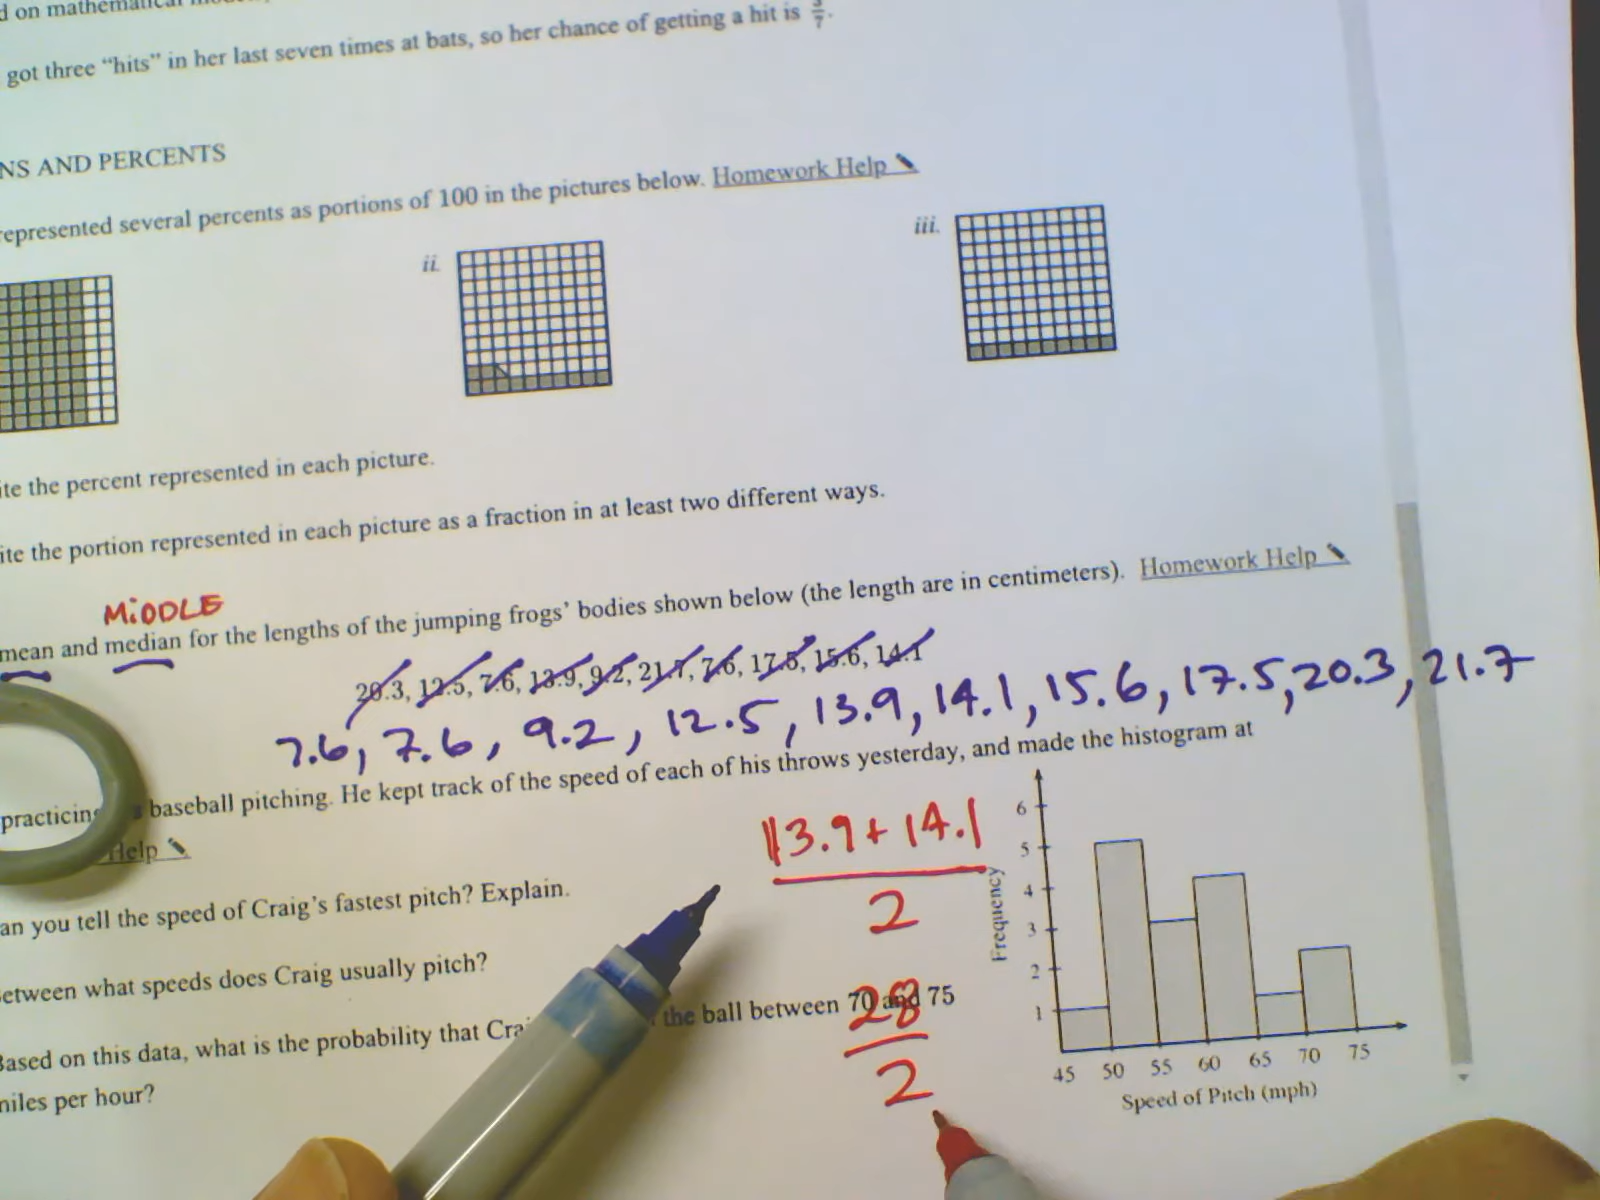 d on mathematical
got three “hits” in her last seven times at bats, so her chance of getting a hit is 3/7.
NS AND PERCENTS
represented several percents as portions of 100 in the pictures below. Homework Help
ii.
iii.
ite the percent represented in each picture.
ite the portion represented in each picture as a fraction in at least two different ways.
MiDDLE
mean and median for the lengths of the jumping frogs’ bodies shown below (the length are in centimeters). Homework Help
20.3, 12.5, 7.6, 13.9, 9.2, 21.7, 7.6, 17.5, 15.6, 14.1
7.6, 7.6, 9.2, 12.5, 13.9, 14.1, 15.6, 17.5, 20.3, 21.7
practicing baseball pitching. He kept track of the speed of each of his throws yesterday, and made the histogram at
Help
13.9 + 14.1
2
an you tell the speed of Craig’s fastest pitch? Explain.
etween what speeds does Craig usually pitch?
28
2
Based on this data, what is the probability that Crai the ball between 70 and 75
miles per hour?
Frequency
6
5
4
3
2
1
45 50 55 60 65 70 75
Speed of Pitch (mph)